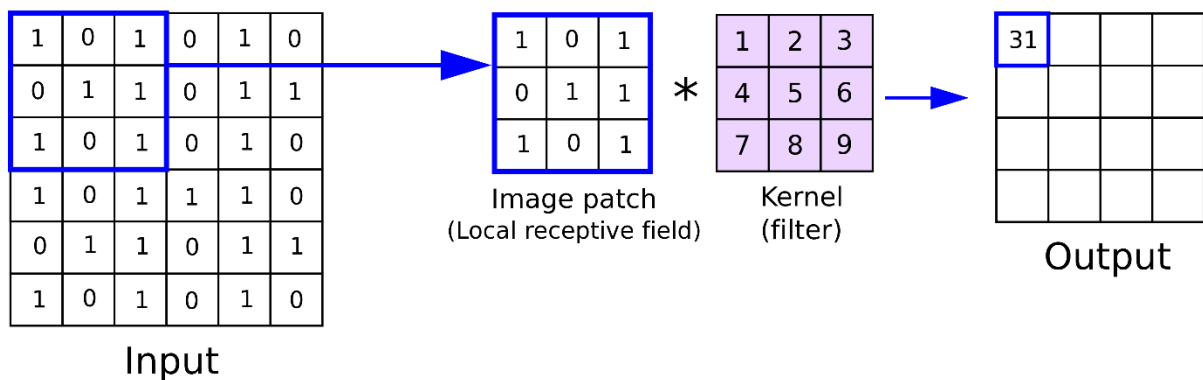 1 0 1 0 1 0
0 1 1 0 1 1
1 0 1 0 1 0
1 0 1 1 1 0
0 1 1 0 1 1
1 0 1 0 1 0
Input
1 0 1
0 1 1
1 0 1
Image patch
(Local receptive field)
*
1 2 3
4 5 6
7 8 9
Kernel
(filter)
31
Output